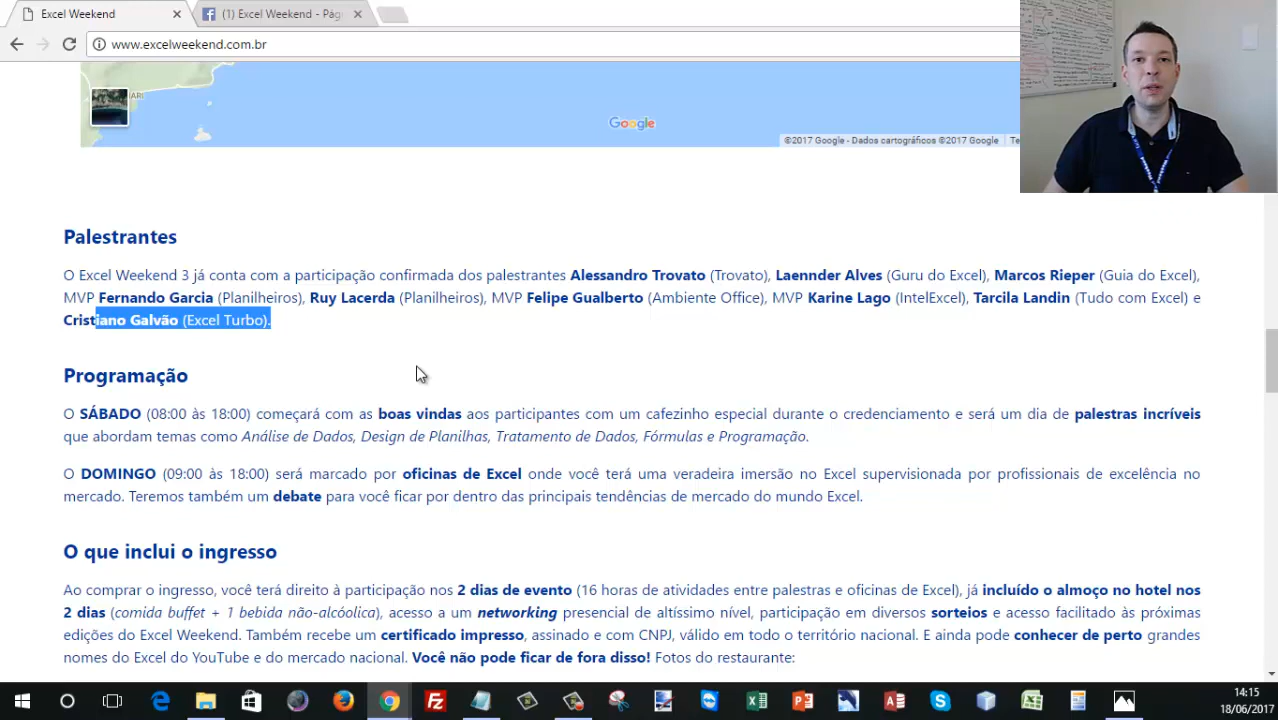 Excel Weekend
(1) Excel Weekend - Pág
www.excelweekend.com.br
ARI
Google
©2017 Google - Dados cartográficos ©2017 Google
Te
Palestrantes
O Excel Weekend 3 já conta com a participação confirmada dos palestrantes Alessandro Trovato (Trovato), Laennder Alves (Guru do Excel), Marcos Rieper (Guia do Excel),
MVP Fernando Garcia (Planilheiros), Ruy Lacerda (Planilheiros), MVP Felipe Gualberto (Ambiente Office), MVP Karine Lago (IntelExcel), Tarcila Landin (Tudo com Excel) e
Cristiano Galvão (Excel Turbo).
Programação
O SÁBADO (08:00 às 18:00) começará com as boas vindas aos participantes com um cafezinho especial durante o credenciamento e será um dia de palestras incríveis
que abordam temas como Análise de Dados, Design de Planilhas, Tratamento de Dados, Fórmulas e Programação.
O DOMINGO (09:00 às 18:00) será marcado por oficinas de Excel onde você terá uma veradeira imersão no Excel supervisionada por profissionais de excelência no
mercado. Teremos também um debate para você ficar por dentro das principais tendências de mercado do mundo Excel.
O que inclui o ingresso
Ao comprar o ingresso, você terá direito à participação nos 2 dias de evento (16 horas de atividades entre palestras e oficinas de Excel), já incluído o almoço no hotel nos
2 dias (comida buffet + 1 bebida não-alcóolica), acesso a um networking presencial de altíssimo nível, participação em diversos sorteios e acesso facilitado às próximas
edições do Excel Weekend. Também recebe um certificado impresso, assinado e com CNPJ, válido em todo o território nacional. E ainda pode conhecer de perto grandes
nomes do Excel do YouTube e do mercado nacional. Você não pode ficar de fora disso! Fotos do restaurante:
14:15
18/06/2017